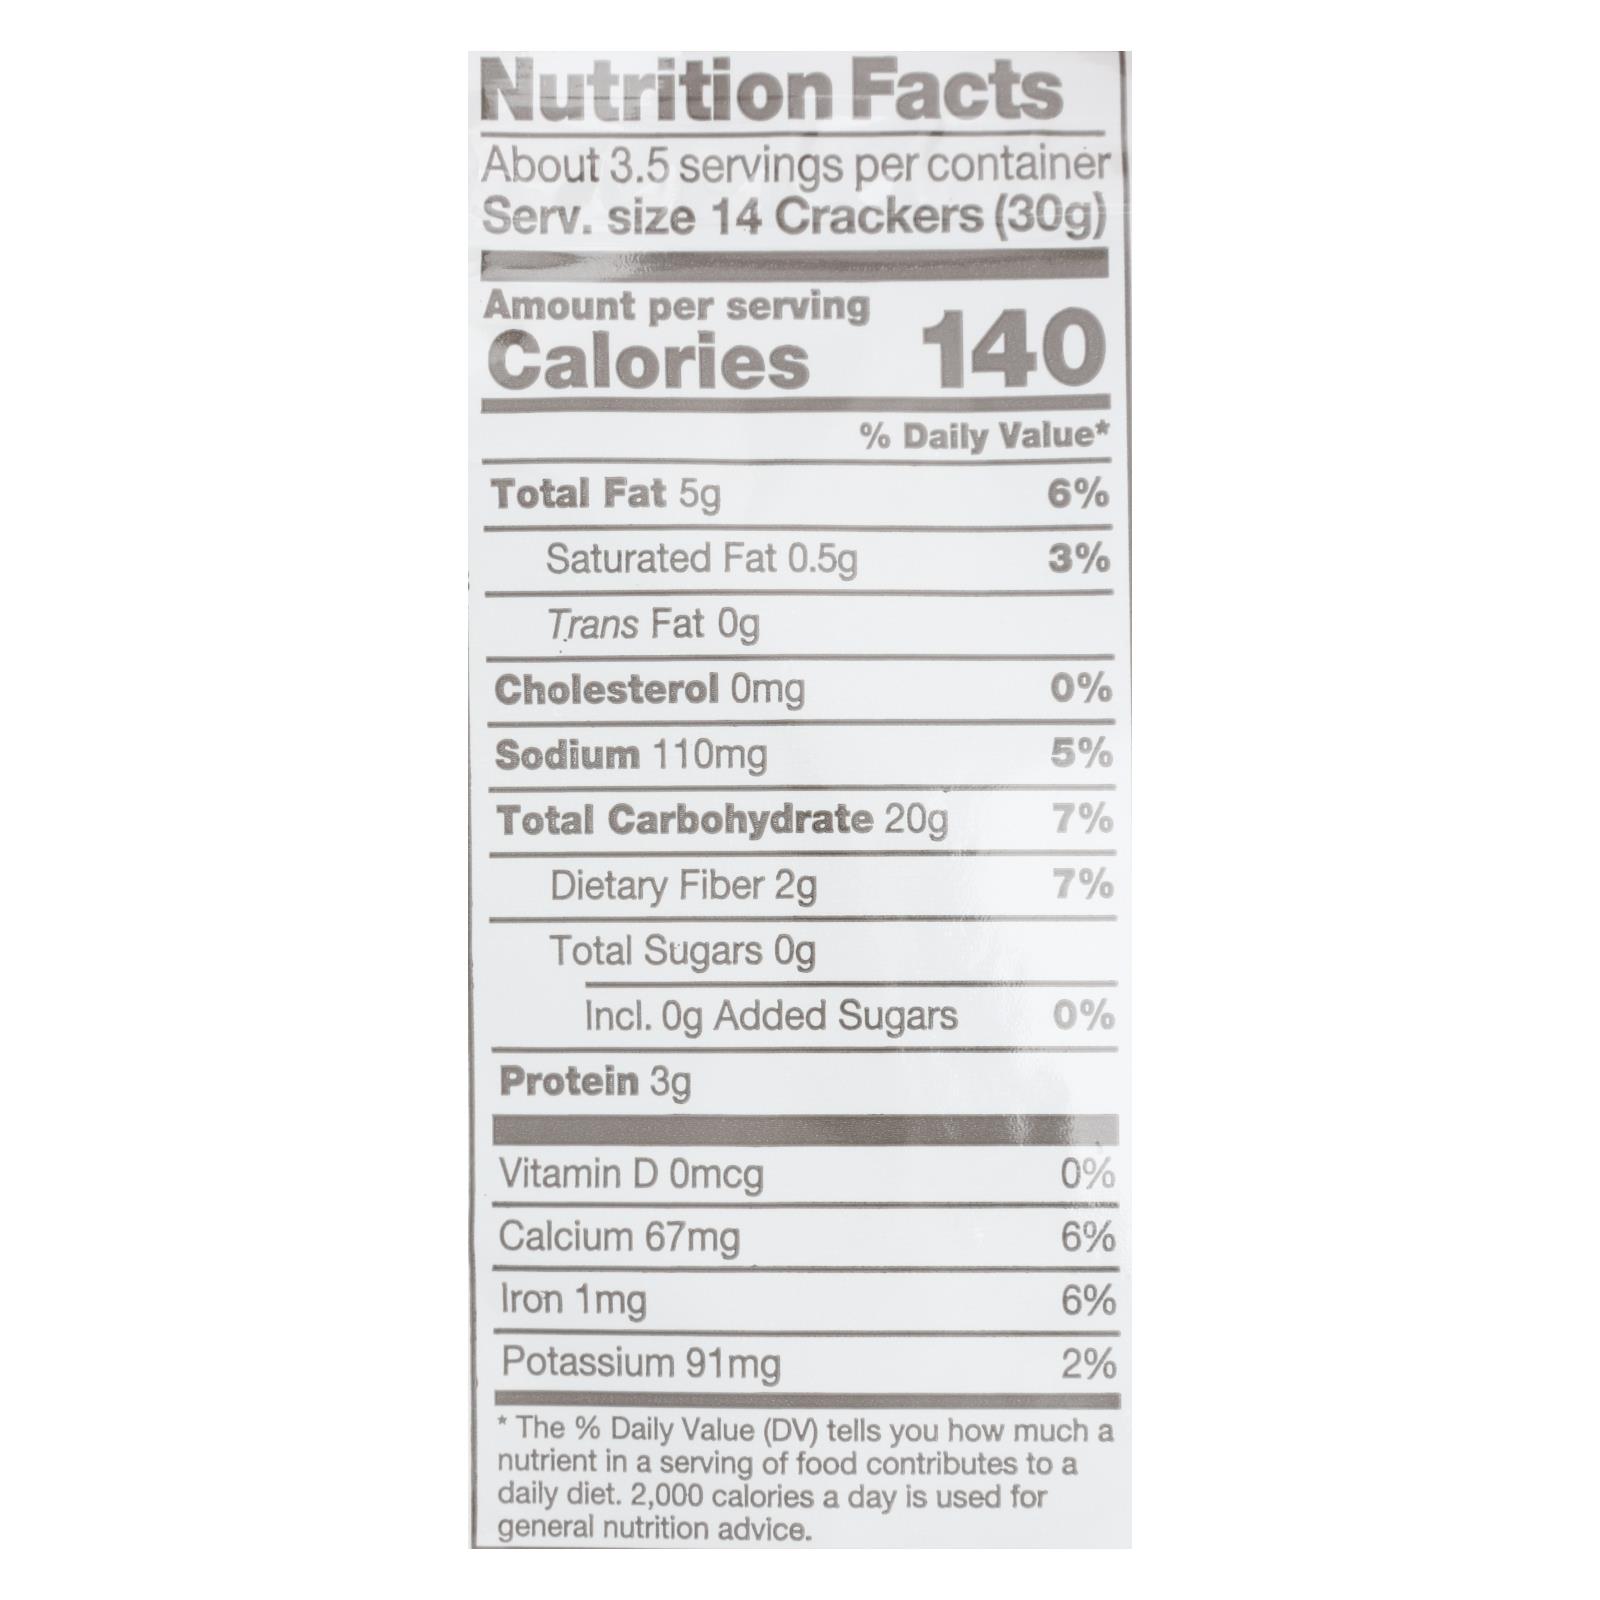 Nutrition Facts
About 3.5 servings per container
Serv. size 14 Crackers (30g)
Amount per serving
Calories 140
% Daily Value*
Total Fat 5g 6%
Saturated Fat 0.5g 3%
Trans Fat 0g
Cholesterol 0mg 0%
Sodium 110mg 5%
Total Carbohydrate 20g 7%
Dietary Fiber 2g 7%
Total Sugars 0g
Incl. 0g Added Sugars 0%
Protein 3g
Vitamin D 0mcg 0%
Calcium 67mg 6%
Iron 1mg 6%
Potassium 91mg 2%
* The % Daily Value (DV) tells you how much a
nutrient in a serving of food contributes to a
daily diet. 2,000 calories a day is used for
general nutrition advice.